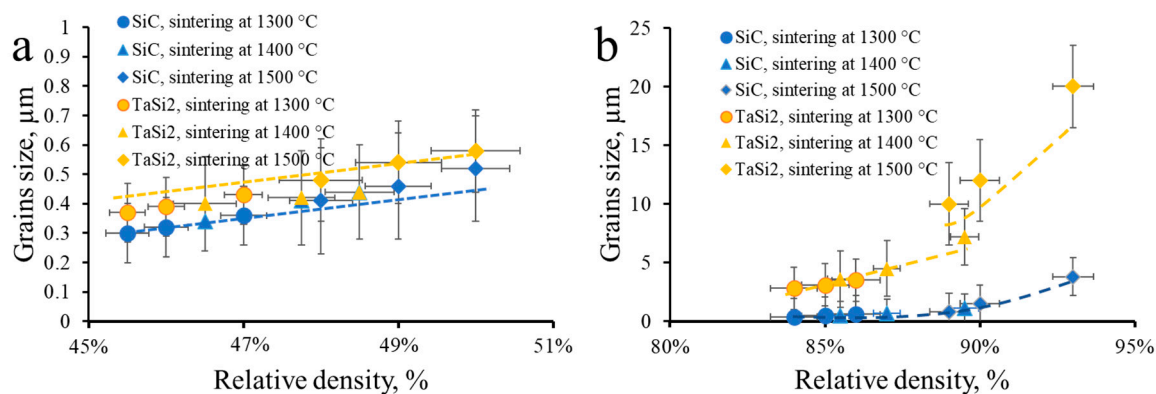 a
Grains size, μm
1
0.9
0.8
0.7
0.6
0.5
0.4
0.3
0.2
0.1
0
SiC, sintering at 1300 °C
SiC, sintering at 1400 °C
SiC, sintering at 1500 °C
TaSi2, sintering at 1300 °C
TaSi2, sintering at 1400 °C
TaSi2, sintering at 1500 °C
45%
47%
49%
51%
Relative density, %
b
Grains size, μm
25
20
15
10
5
0
SiC, sintering at 1300 °C
SiC, sintering at 1400 °C
SiC, sintering at 1500 °C
TaSi2, sintering at 1300 °C
TaSi2, sintering at 1400 °C
TaSi2, sintering at 1500 °C
80%
85%
90%
95%
Relative density, %